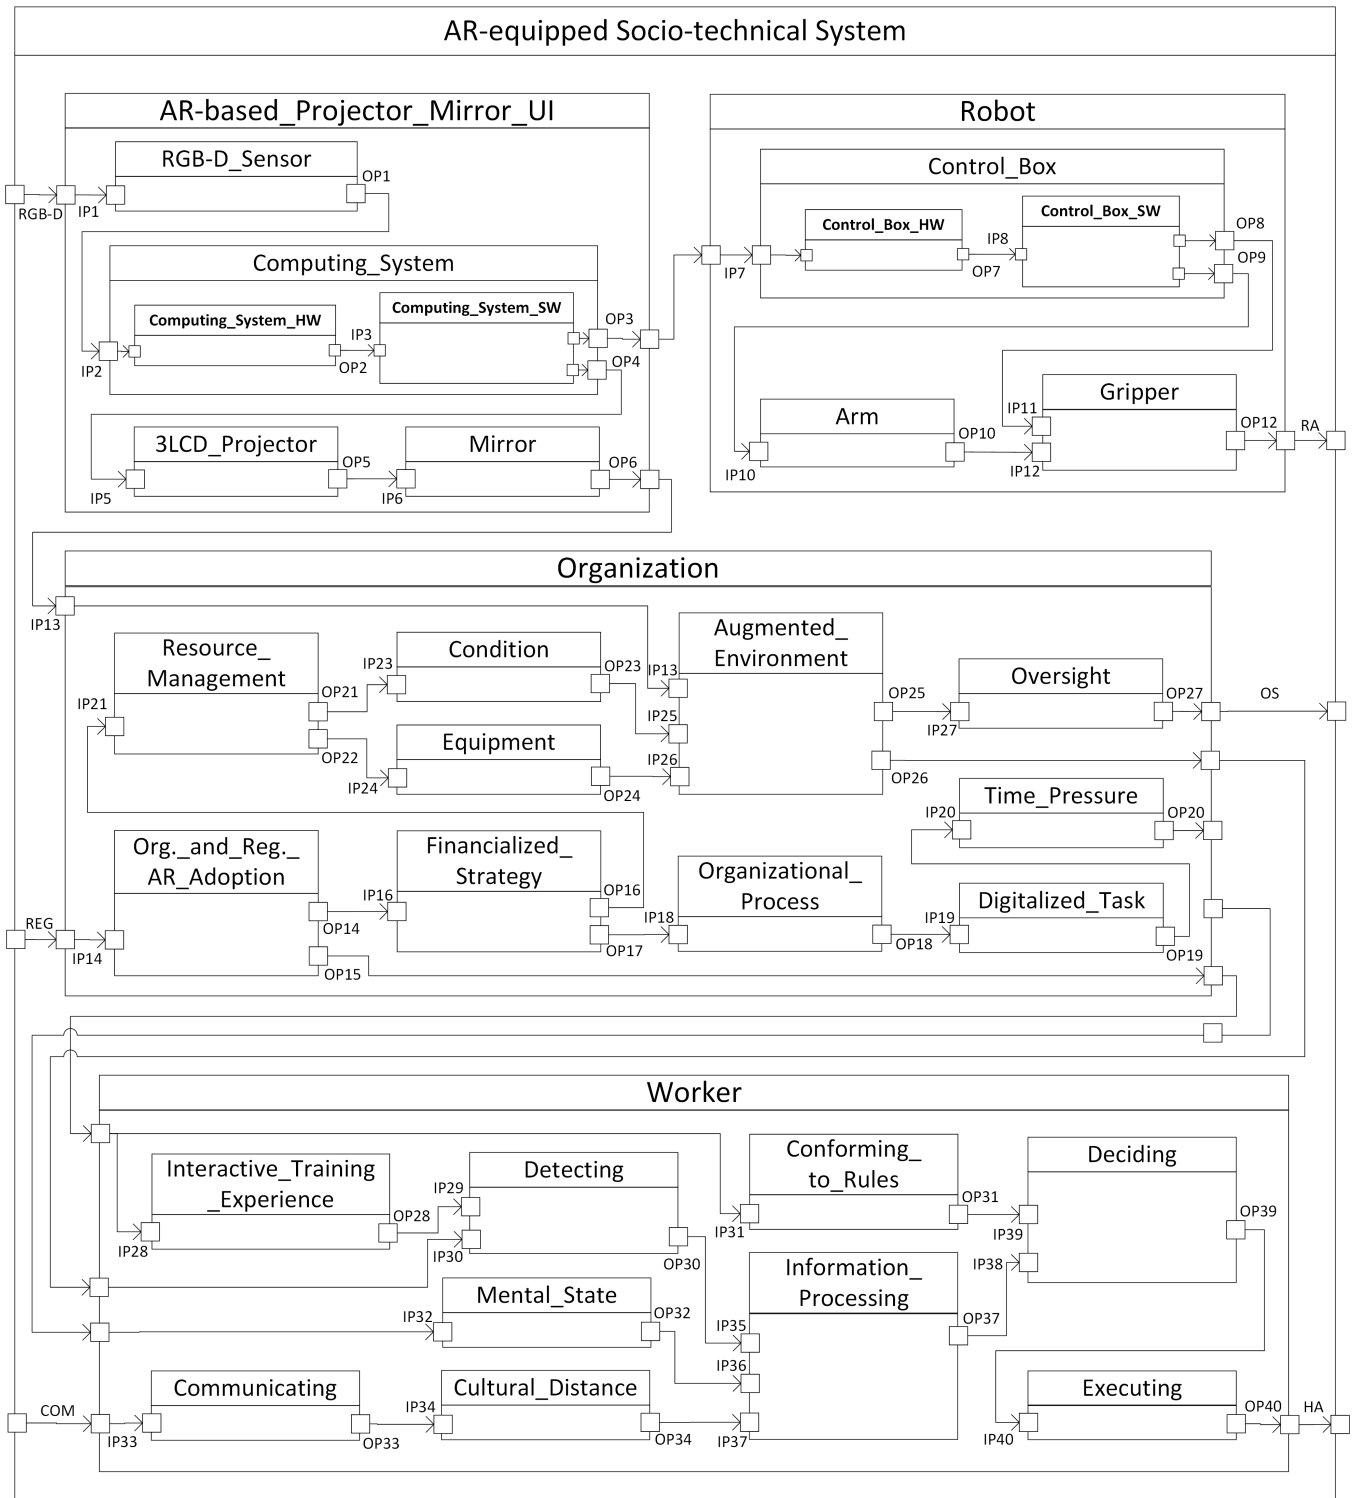 AR-equipped Socio-technical System
AR-based_Projector_Mirror_UI
RGB-D_Sensor
OP1
RGB-D
IP1
Computing_System
Computing_System_HW
IP3
Computing_System_SW
OP3
IP2
OP2
OP4
3LCD_Projector
OP5
Mirror
OP6
IP5
IP6
Robot
Control_Box
Control_Box_HW
IP8
Control_Box_SW
OP8
IP7
OP7
OP9
Arm
OP10
IP11
Gripper
OP12
RA
IP10
IP12
Organization
IP13
Resource_
Management
IP21
OP21
OP22
IP23
Condition
OP23
IP24
Equipment
OP24
IP13
IP25
IP26
Augmented_
Environment
OP25
OP26
Oversight
IP27
OP27
OS
Time_Pressure
IP20
OP20
Org._and_Reg._
AR_Adoption
REG
IP14
OP14
OP15
Financialized_
Strategy
IP16
OP16
OP17
Organizational_
Process
IP18
OP18
Digitalized_Task
IP19
OP19
Worker
Interactive_Training
_Experience
IP28
OP28
IP29
Detecting
IP30
OP30
Conforming_
to_Rules
IP31
OP31
Deciding
IP39
IP38
OP39
Mental_State
IP32
OP32
Information_
Processing
IP35
IP36
IP37
OP37
COM
Communicating
IP33
OP33
Cultural_Distance
IP34
OP34
Executing
IP40
OP40
HA